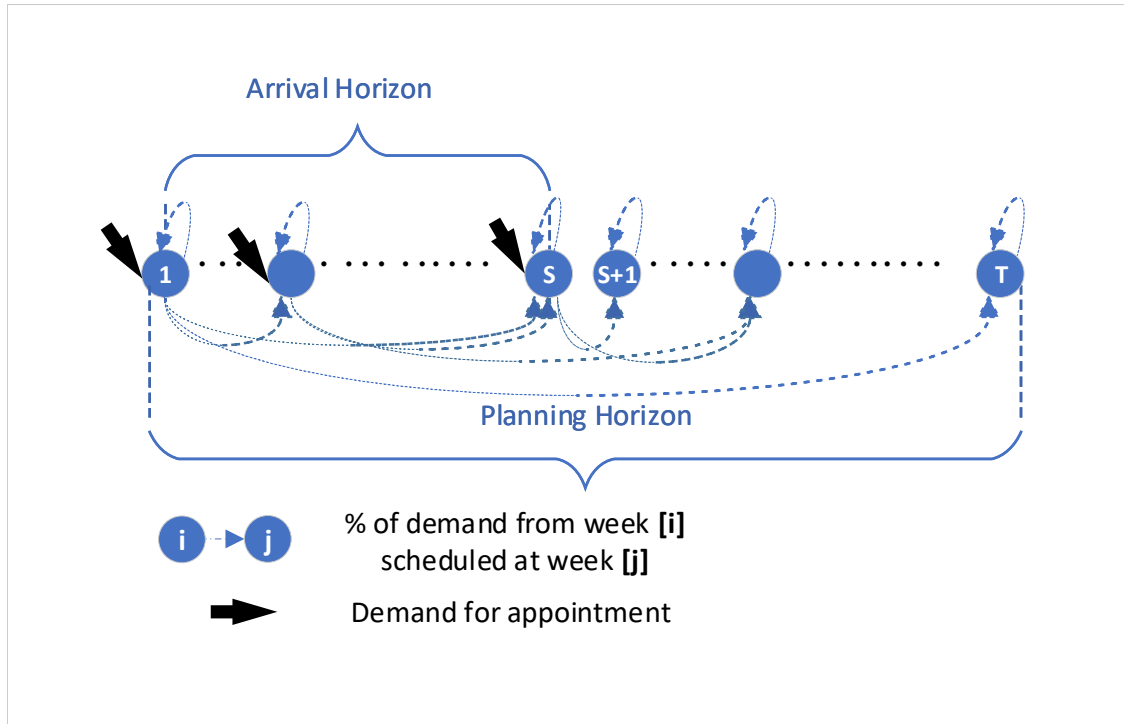 Arrival Horizon
1
S
S+1
T
Planning Horizon
i
j
% of demand from week [i]
scheduled at week [j]
Demand for appointment